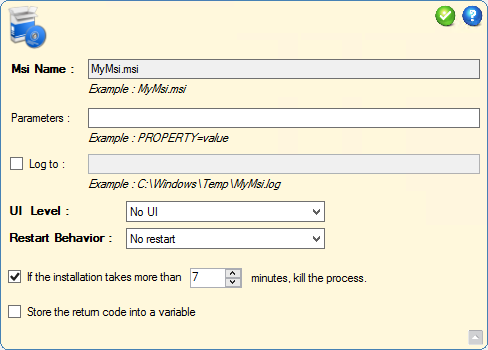 Msi Name : MyMsi.msi
Example : MyMsi.msi
Parameters :
Example : PROPERTY=value
Log to :
Example : C:\Windows\Temp\MyMsi.log
UI Level : No UI
Restart Behavior : No restart
If the installation takes more than 7 minutes, kill the process.
Store the return code into a variable